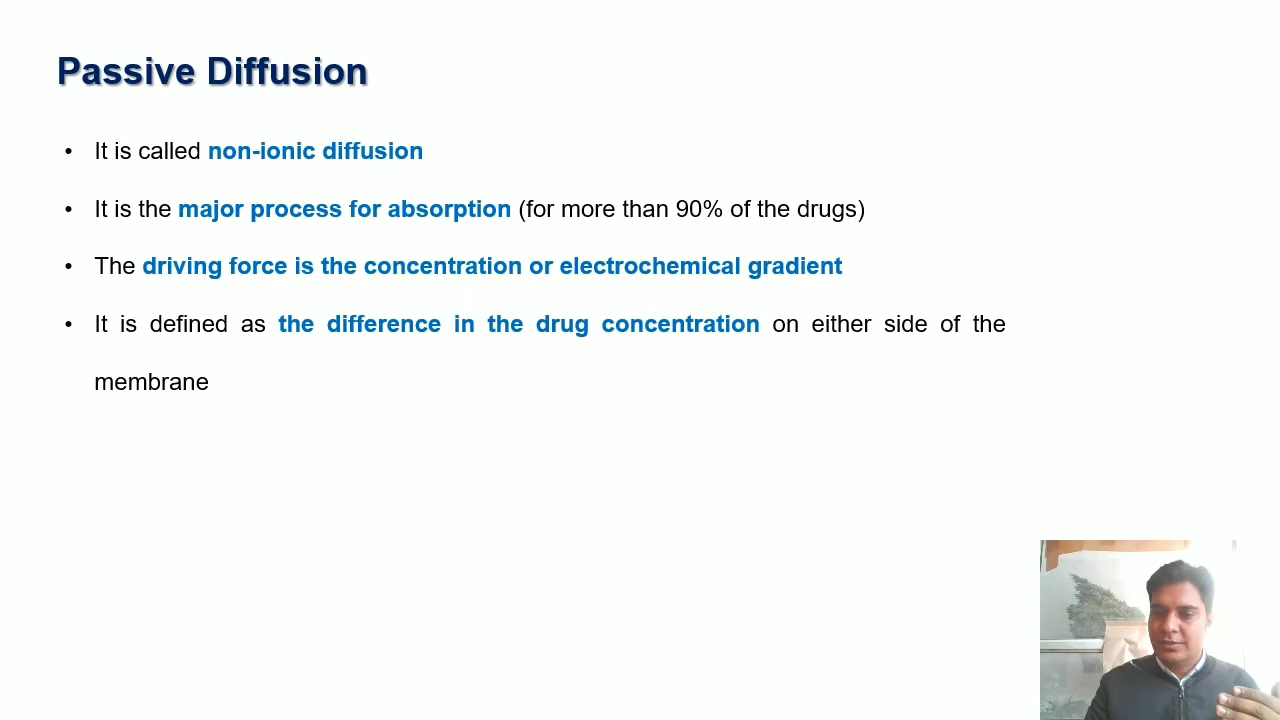 Passive Diffusion
• It is called non-ionic diffusion
• It is the major process for absorption (for more than 90% of the drugs)
• The driving force is the concentration or electrochemical gradient
• It is defined as the difference in the drug concentration on either side of the
membrane